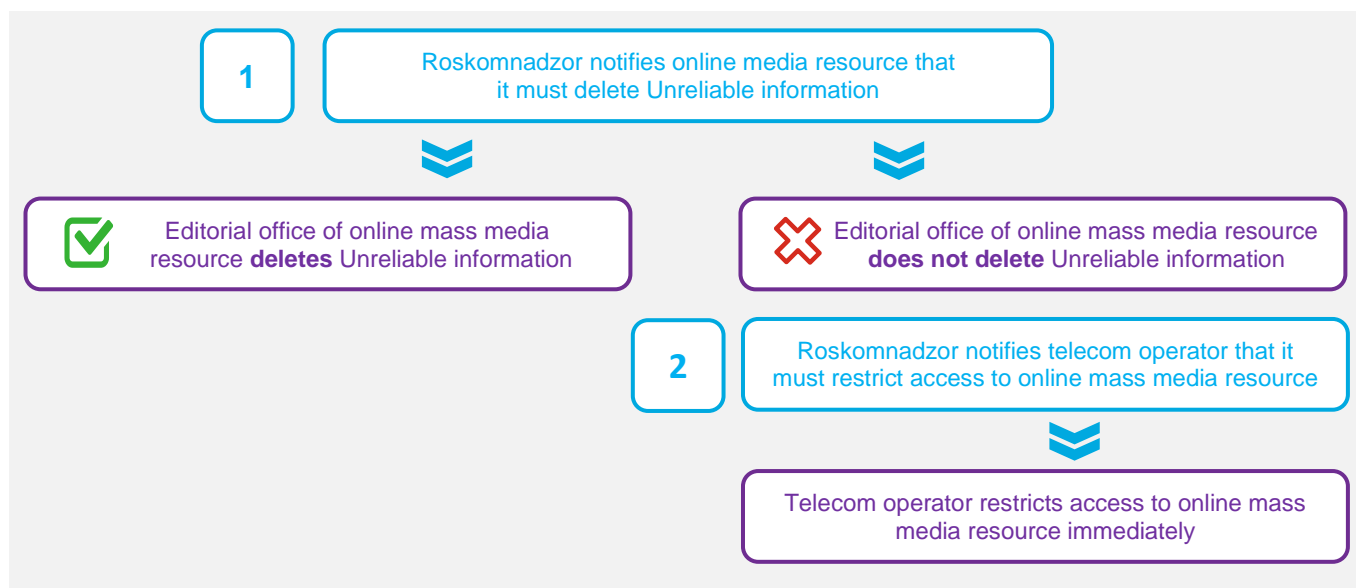 1
Roskomnadzor notifies online media resource that
it must delete Unreliable information
Editorial office of online mass media
resource deletes Unreliable information
Editorial office of online mass media resource
does not delete Unreliable information
2
Roskomnadzor notifies telecom operator that it
must restrict access to online mass media resource
Telecom operator restricts access to online mass
media resource immediately